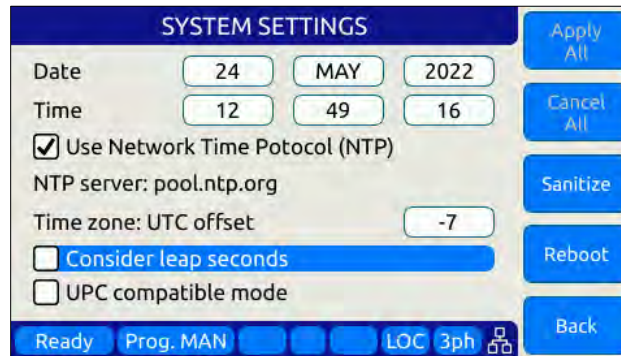 SYSTEM SETTINGS
Date 24 MAY 2022
Time 12 49 16
Use Network Time Potocol (NTP)
NTP server: pool.ntp.org
Time zone: UTC offset -7
Consider leap seconds
UPC compatible mode
Ready Prog. MAN LOC 3ph
Apply
All
Cancel
All
Sanitize
Reboot
Back